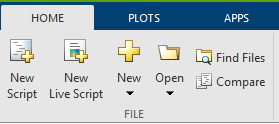 HOME PLOTS APPS
New Script
New Live Script
New
Open
Find Files
Compare
FILE